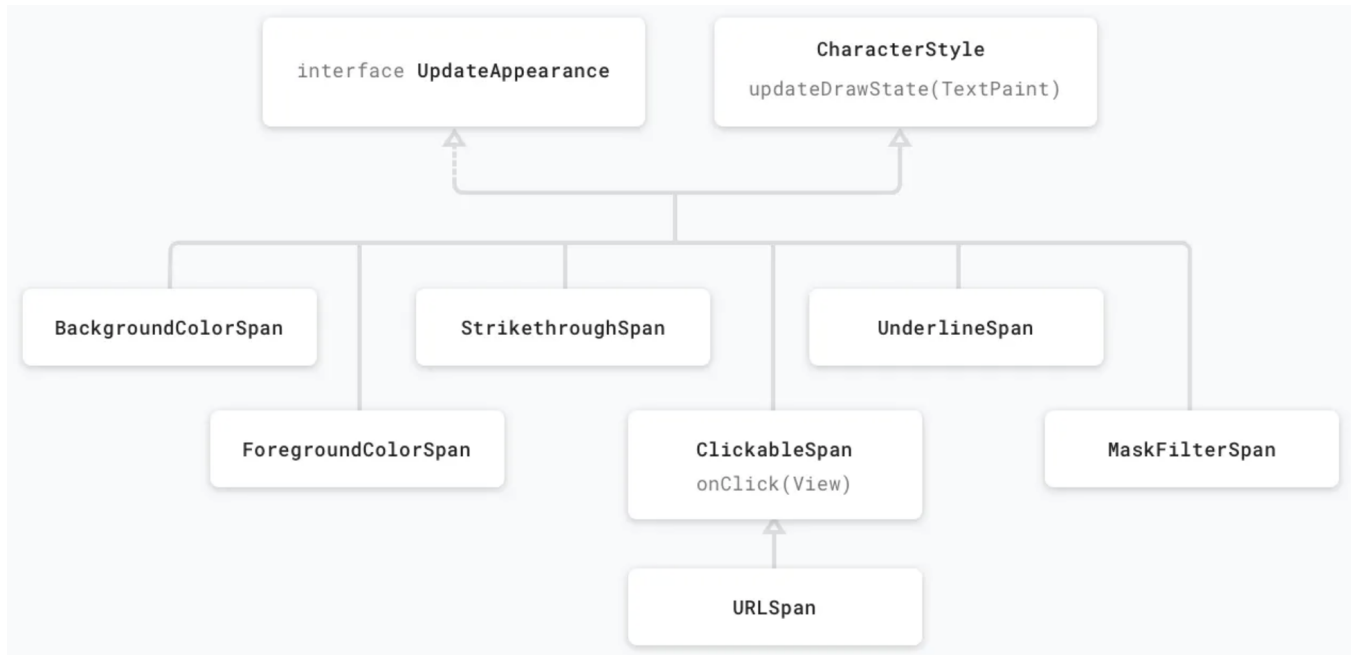 interface UpdateAppearance
CharacterStyle
updateDrawState(TextPaint)
BackgroundColorSpan
StrikethroughSpan
UnderlineSpan
ForegroundColorSpan
ClickableSpan
onClick(View)
MaskFilterSpan
URLSpan